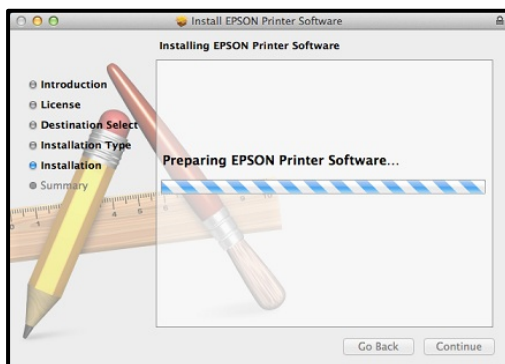 Install EPSON Printer Software
Installing EPSON Printer Software
Introduction
License
Destination Select
Installation Type
Installation
Summary
Preparing EPSON Printer Software...
Go Back
Continue